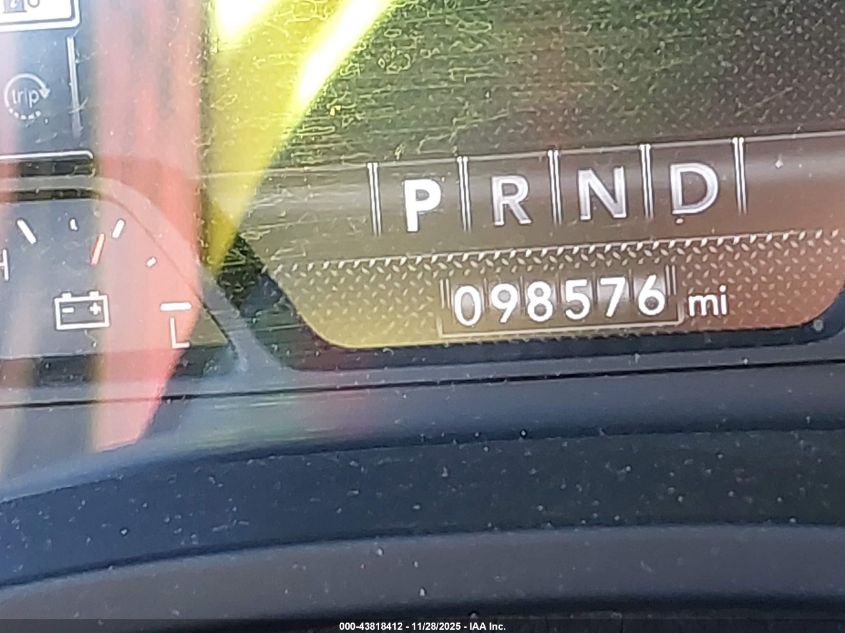 trip
P R N D
H
098576 mi
- +
L
000-43818412 - 11/28/2025 - IAA Inc.